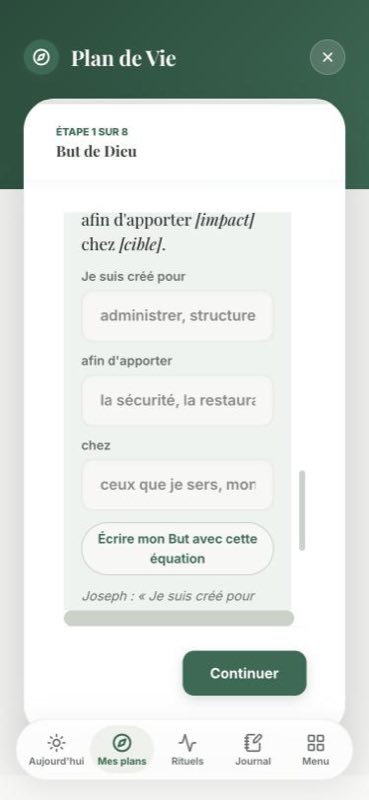 Plan de Vie
ÉTAPE 1 SUR 8
But de Dieu
afin d'apporter [impact]
chez [cible].
Je suis créé pour
administrer, structure
afin d'apporter
la sécurité, la restaura
chez
ceux que je sers, mon
Écrire mon But avec cette
équation
Joseph : « Je suis créé pour
Continuer
Aujourd'hui
Mes plans
Rituels
Journal
Menu